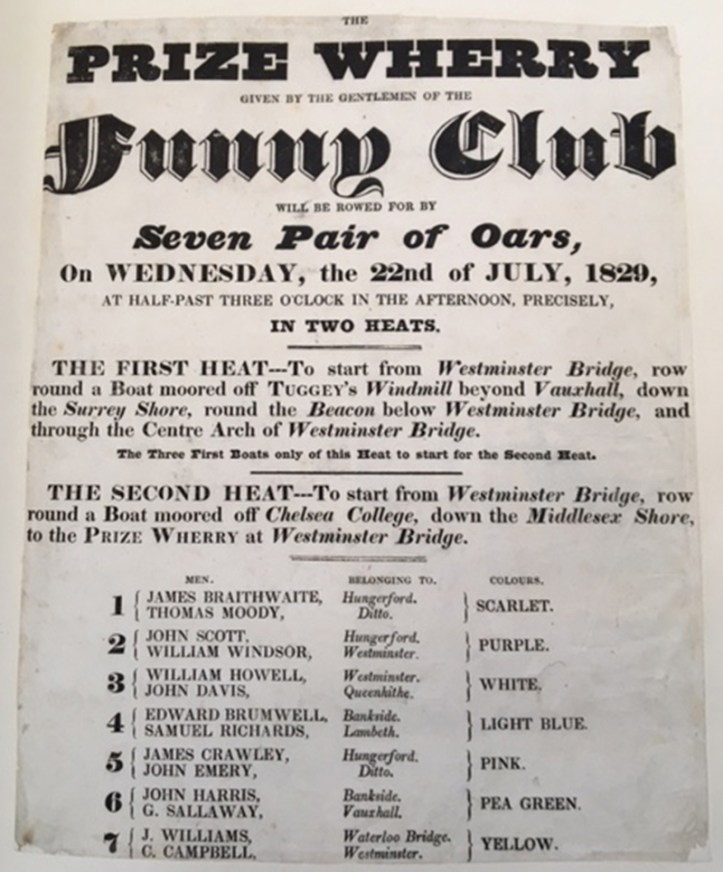 THE
PRIZE WHERRY
GIVEN BY THE GENTLEMEN OF THE
Funny Club
WILL BE ROWED FOR BY
Seven Pair of Oars,
On WEDNESDAY, the 22nd of JULY, 1829,
AT HALF-PAST THREE O'CLOCK IN THE AFTERNOON, PRECISELY,
IN TWO HEATS.
THE FIRST HEAT---To start from Westminster Bridge, row
round a Boat moored off TUGGEY'S Windmill beyond Vauxhall, down
the Surrey Shore, round the Beacon below Westminster Bridge, and
through the Centre Arch of Westminster Bridge.
The Three First Boats only of this Heat to start for the Second Heat.
THE SECOND HEAT---To start from Westminster Bridge, row
round a Boat moored off Chelsea College, down the Middlesex Shore,
to the PRIZE WHERRY at Westminster Bridge.
MEN. BELONGING TO. COLOURS.
1 { JAMES BRAITHWAITE, Hungerford. } SCARLET.
THOMAS MOODY, Ditto.
2 { JOHN SCOTT, Hungerford. } PURPLE.
WILLIAM WINDSOR, Westminster.
3 { WILLIAM HOWELL, Westminster. } WHITE.
JOHN DAVIS, Queenhithe.
4 { EDWARD BRUMWELL, Bankside. } LIGHT BLUE.
SAMUEL RICHARDS, Lambeth.
5 { JAMES CRAWLEY, Hungerford. } PINK.
JOHN EMERY, Ditto.
6 { JOHN HARRIS, Bankside. } PEA GREEN.
G. SALLAWAY, Vauxhall.
7 { J. WILLIAMS, Waterloo Bridge. } YELLOW.
C. CAMPBELL, Westminster.